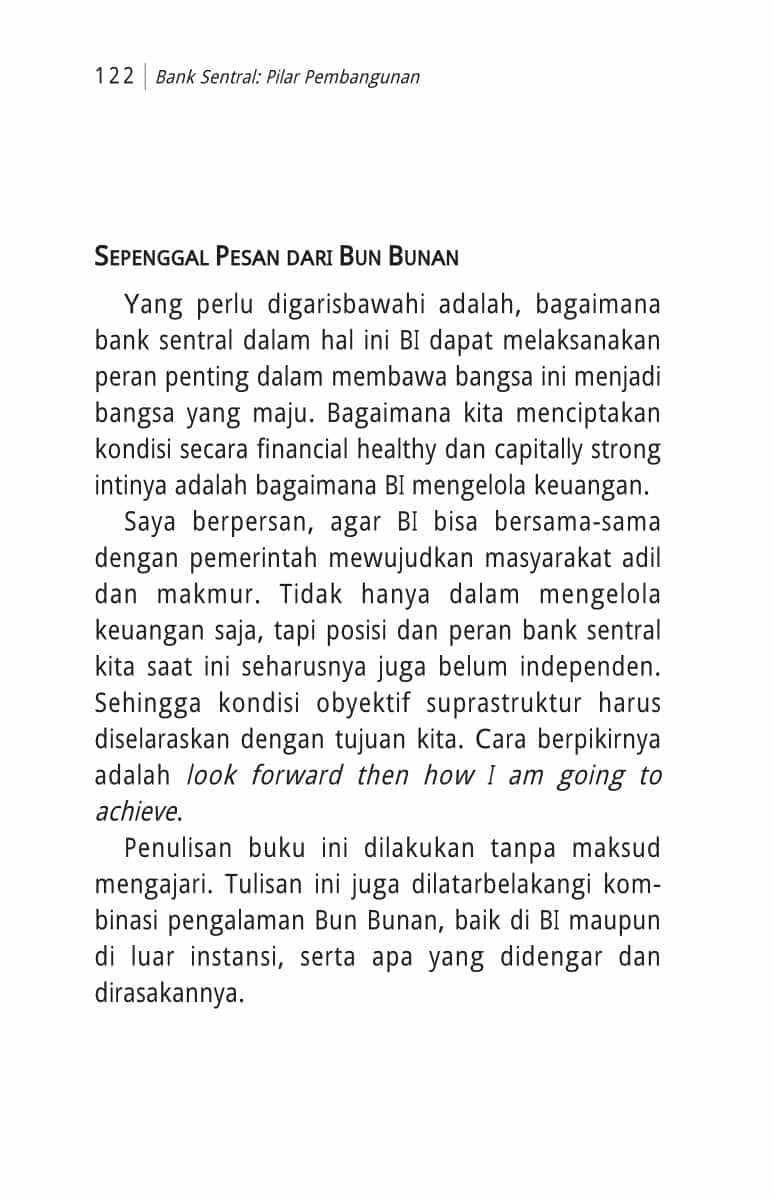 122 | Bank Sentral: Pilar Pembangunan
SEPENGGAL PESAN DARI BUN BUNAN
Yang perlu digarisbawahi adalah, bagaimana
bank sentral dalam hal ini BI dapat melaksanakan
peran penting dalam membawa bangsa ini menjadi
bangsa yang maju. Bagaimana kita menciptakan
kondisi secara financial healthy dan capitally strong
intinya adalah bagaimana BI mengelola keuangan.
Saya berpersan, agar BI bisa bersama-sama
dengan pemerintah mewujudkan masyarakat adil
dan makmur. Tidak hanya dalam mengelola
keuangan saja, tapi posisi dan peran bank sentral
kita saat ini seharusnya juga belum independen.
Sehingga kondisi obyektif suprastruktur harus
diselaraskan dengan tujuan kita. Cara berpikirnya
adalah look forward then how I am going to
achieve.
Penulisan buku ini dilakukan tanpa maksud
mengajari. Tulisan ini juga dilatarbelakangi kom-
binasi pengalaman Bun Bunan, baik di BI maupun
di luar instansi, serta apa yang didengar dan
dirasakannya.